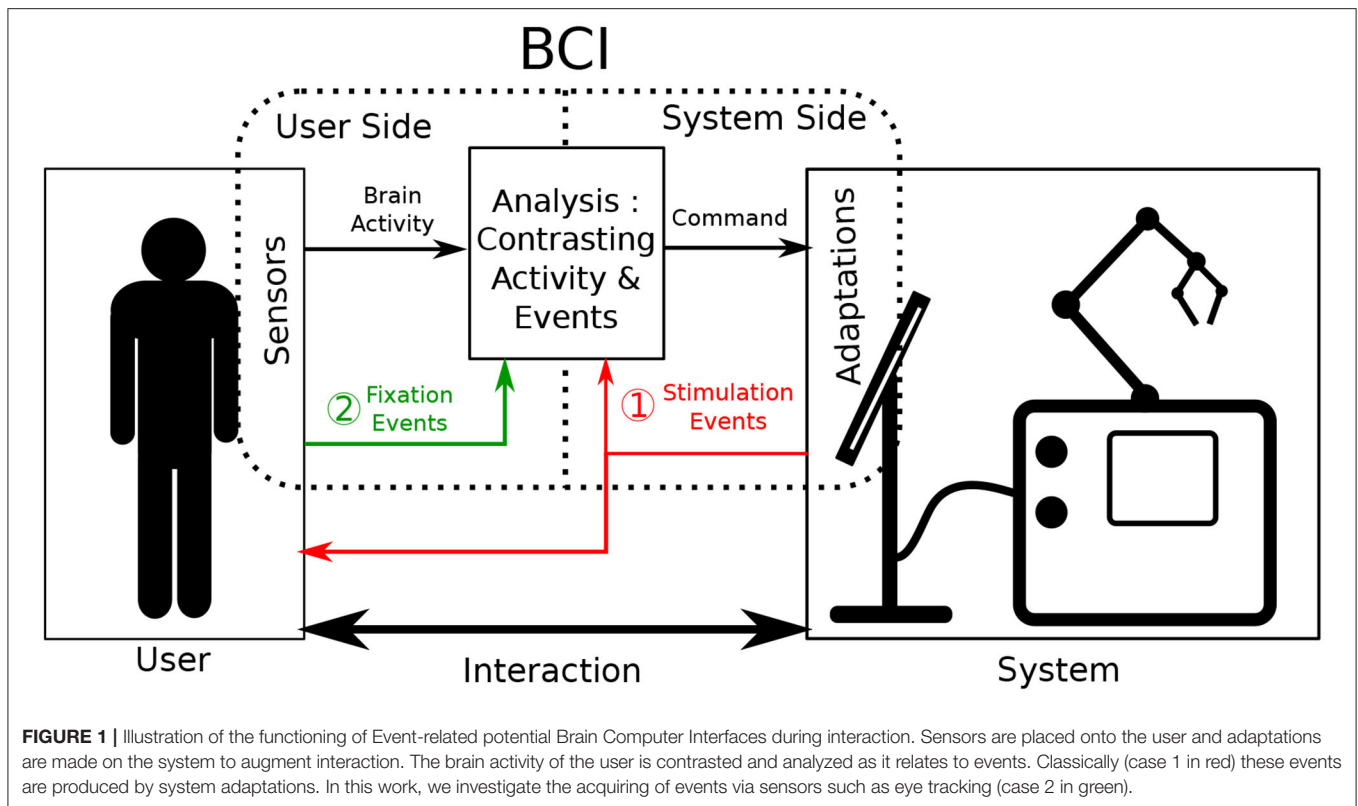 BCI
User Side
System Side
Sensors
Brain
Activity
Analysis :
Contrasting
Activity &
Events
Command
Adaptations
② Fixation
Events
① Stimulation
Events
User
Interaction
System
FIGURE 1 | Illustration of the functioning of Event-related potential Brain Computer Interfaces during interaction. Sensors are placed onto the user and adaptations
are made on the system to augment interaction. The brain activity of the user is contrasted and analyzed as it relates to events. Classically (case 1 in red) these events
are produced by system adaptations. In this work, we investigate the acquiring of events via sensors such as eye tracking (case 2 in green).